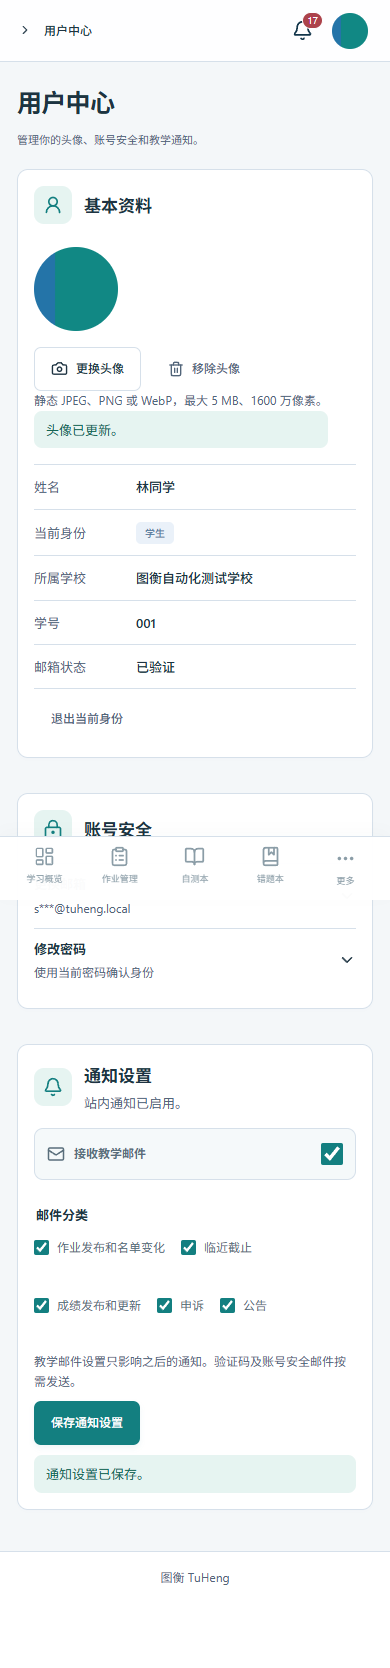 用户中心
17
用户中心
管理你的头像、账号安全和教学通知。
基本资料
更换头像
移除头像
静态 JPEG、PNG 或 WebP，最大 5 MB、1600 万像素。
头像已更新。
姓名 林同学
当前身份 学生
所属学校 图衡自动化测试学校
学号 001
邮箱状态 已验证
退出当前身份
账号安全
学习概览
作业管理
自测本
错题本
更多
s***@tuheng.local
修改密码
使用当前密码确认身份
通知设置
站内通知已启用。
接收教学邮件
邮件分类
作业发布和名单变化 临近截止
成绩发布和更新 申诉 公告
教学邮件设置只影响之后的通知。验证码及账号安全邮件按
需发送。
保存通知设置
通知设置已保存。
图衡 TuHeng